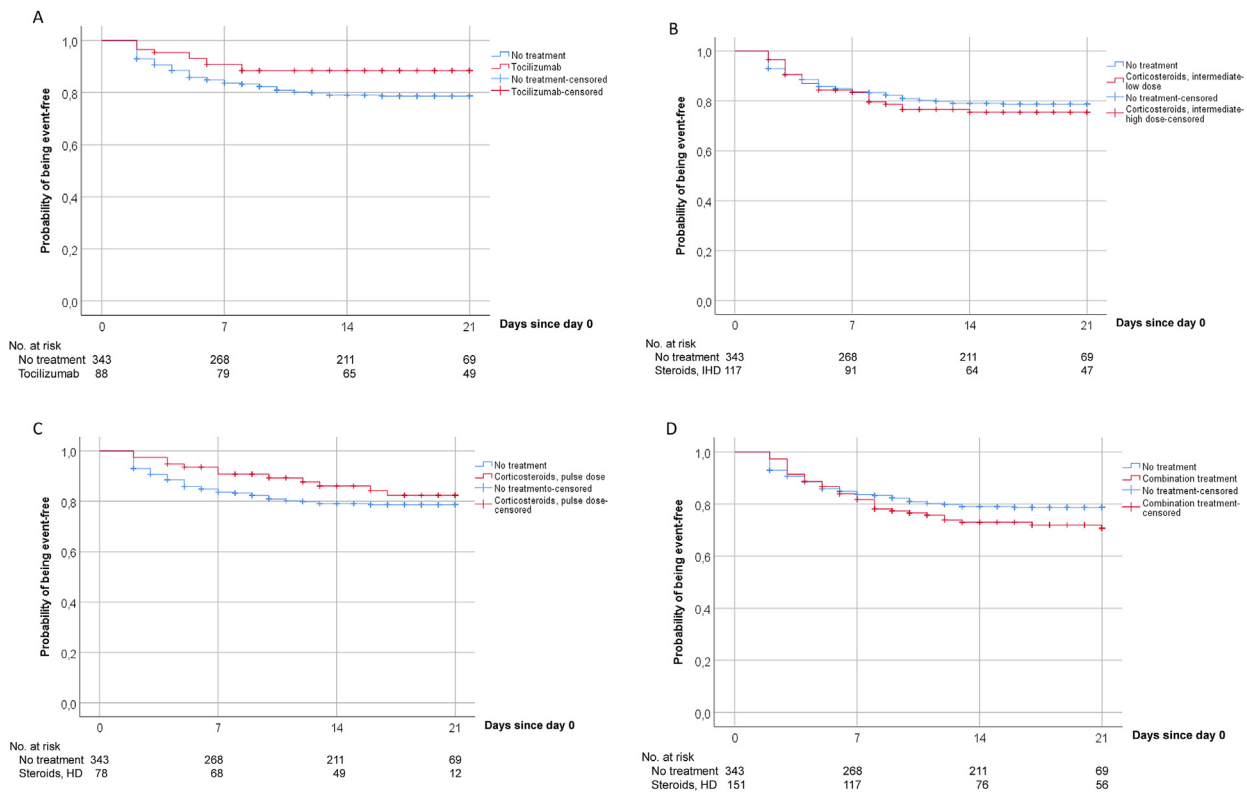 A
Probability of being event-free
1,0
0,8
0,6
0,4
0,2
0,0
0 7 14 21
Days since day 0
No treatment
Tocilizumab
No treatment-censored
Tocilizumab-censored
No. at risk
No treatment 343 268 211 69
Tocilizumab 88 79 65 49
B
Probability of being event-free
1,0
0,8
0,6
0,4
0,2
0,0
0 7 14 21
Days since day 0
No treatment
Corticosteroids, intermediate-
low dose
No treatment-censored
Corticosteroids, intermediate-
high dose-censored
No. at risk
No treatment 343 268 211 69
Steroids, IHD 117 91 64 47
C
Probability of being event-free
1,0
0,8
0,6
0,4
0,2
0,0
0 7 14 21
Days since day 0
No treatment
Corticosteroids, pulse dose
No treatmento-censored
Corticosteroids, pulse dose-
censored
No. at risk
No treatment 343 268 211 69
Steroids, HD 78 68 49 12
D
Probability of being event-free
1,0
0,8
0,6
0,4
0,2
0,0
0 7 14 21
Days since day 0
No treatment
Combination treatment
No treatment-censored
Combination treatment-
censored
No. at risk
No treatment 343 268 211 69
Steroids, HD 151 117 76 56